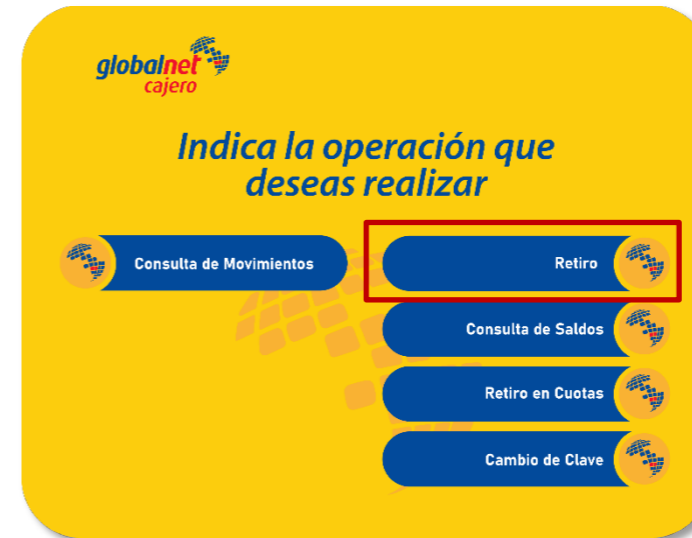 globalnet
cajero
Indica la operación que
deseas realizar
Consulta de Movimientos
Retiro
Consulta de Saldos
Retiro en Cuotas
Cambio de Clave